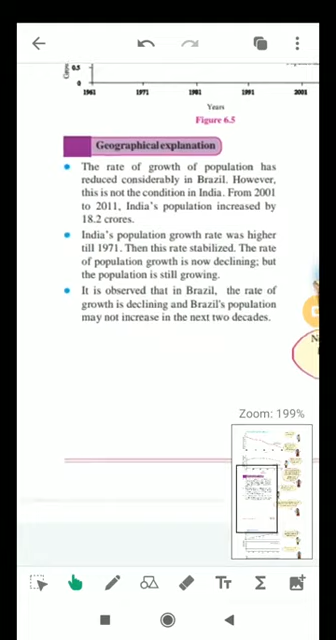 0.5
0
1961 1971 1981 1991 2001
Years
Figure 6.5
Geographical explanation
The rate of growth of population has
reduced considerably in Brazil. However,
this is not the condition in India. From 2001
to 2011, India's population increased by
18.2 crores.
India's population growth rate was higher
till 1971. Then this rate stabilized. The rate
of population growth is now declining; but
the population is still growing.
It is observed that in Brazil, the rate of
growth is declining and Brazil's population
may not increase in the next two decades.
Zoom: 199%
Tт Σ